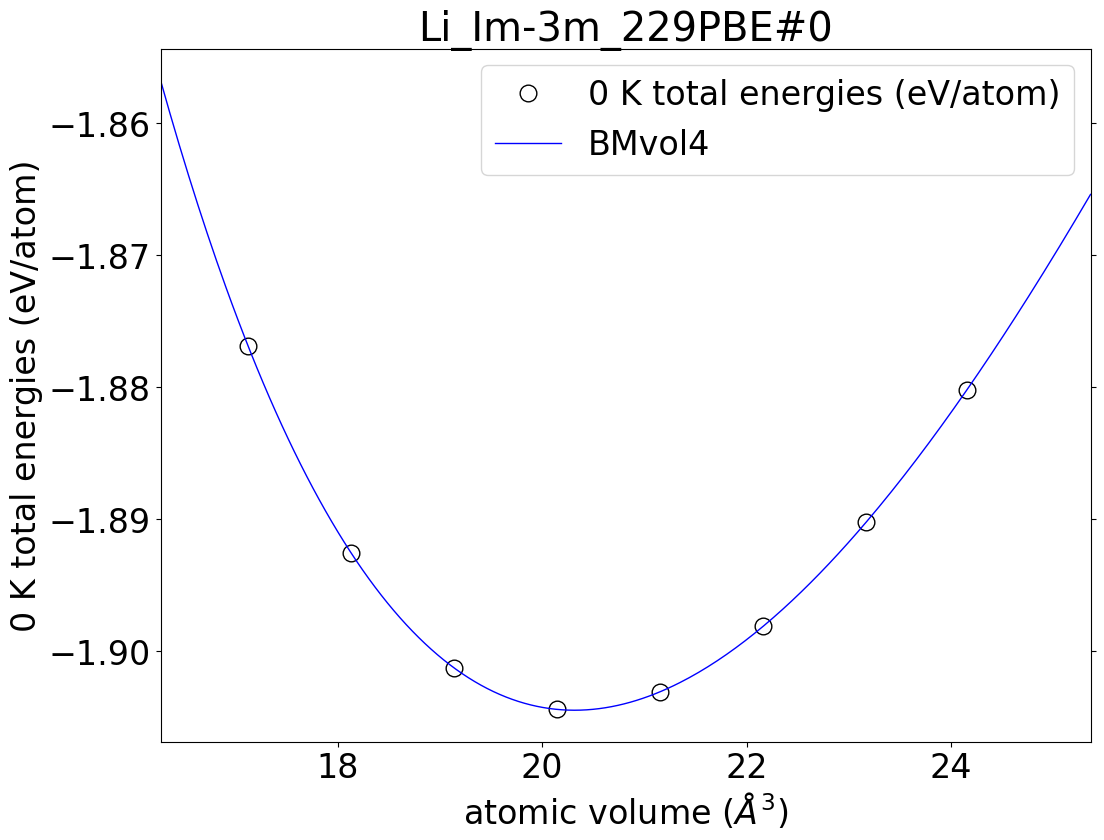 Li_Im-3m_229PBE#0
0 K total energies (eV/atom)
BMvol4
−1.86
−1.87
−1.88
−1.89
−1.90
0 K total energies (eV/atom)
18 20 22 24
atomic volume (Å³)